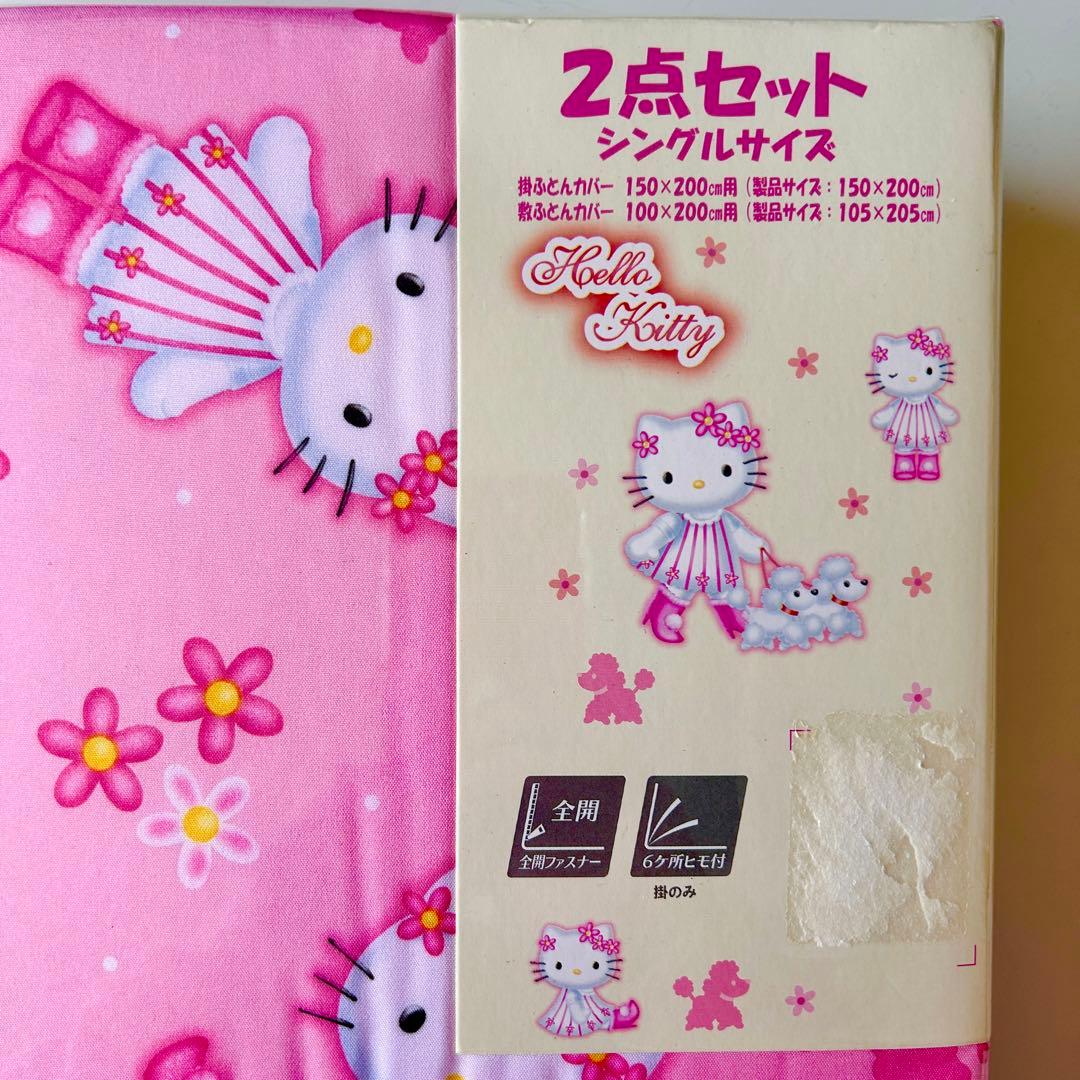 2点セット
シングルサイズ
掛ふとんカバー 150×200㎝用(製品サイズ:150×200㎝)
敷ふとんカバー 100×200㎝用(製品サイズ:105×205㎝)
Hello
Kitty
全開
全開ファスナー
6ケ所ヒモ付
掛のみ